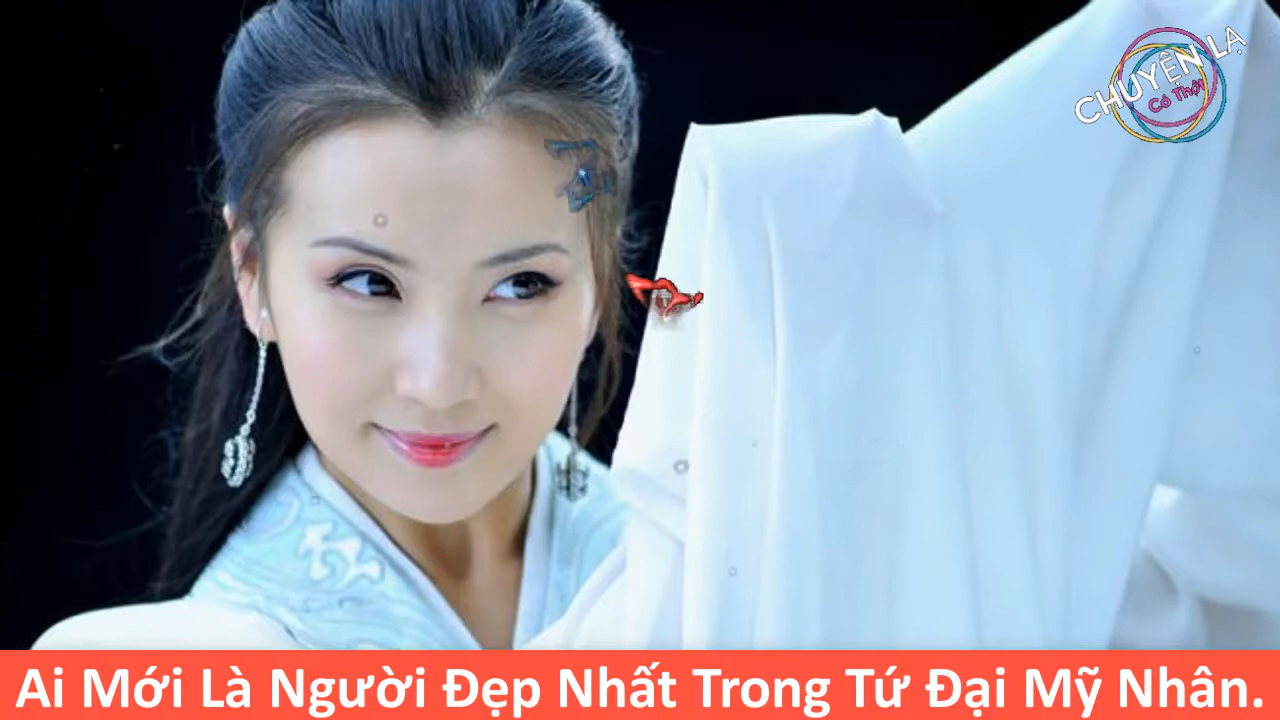 CHUYỆN LẠ
Có Thật
Ai Mới Là Người Đẹp Nhất Trong Tứ Đại Mỹ Nhân.